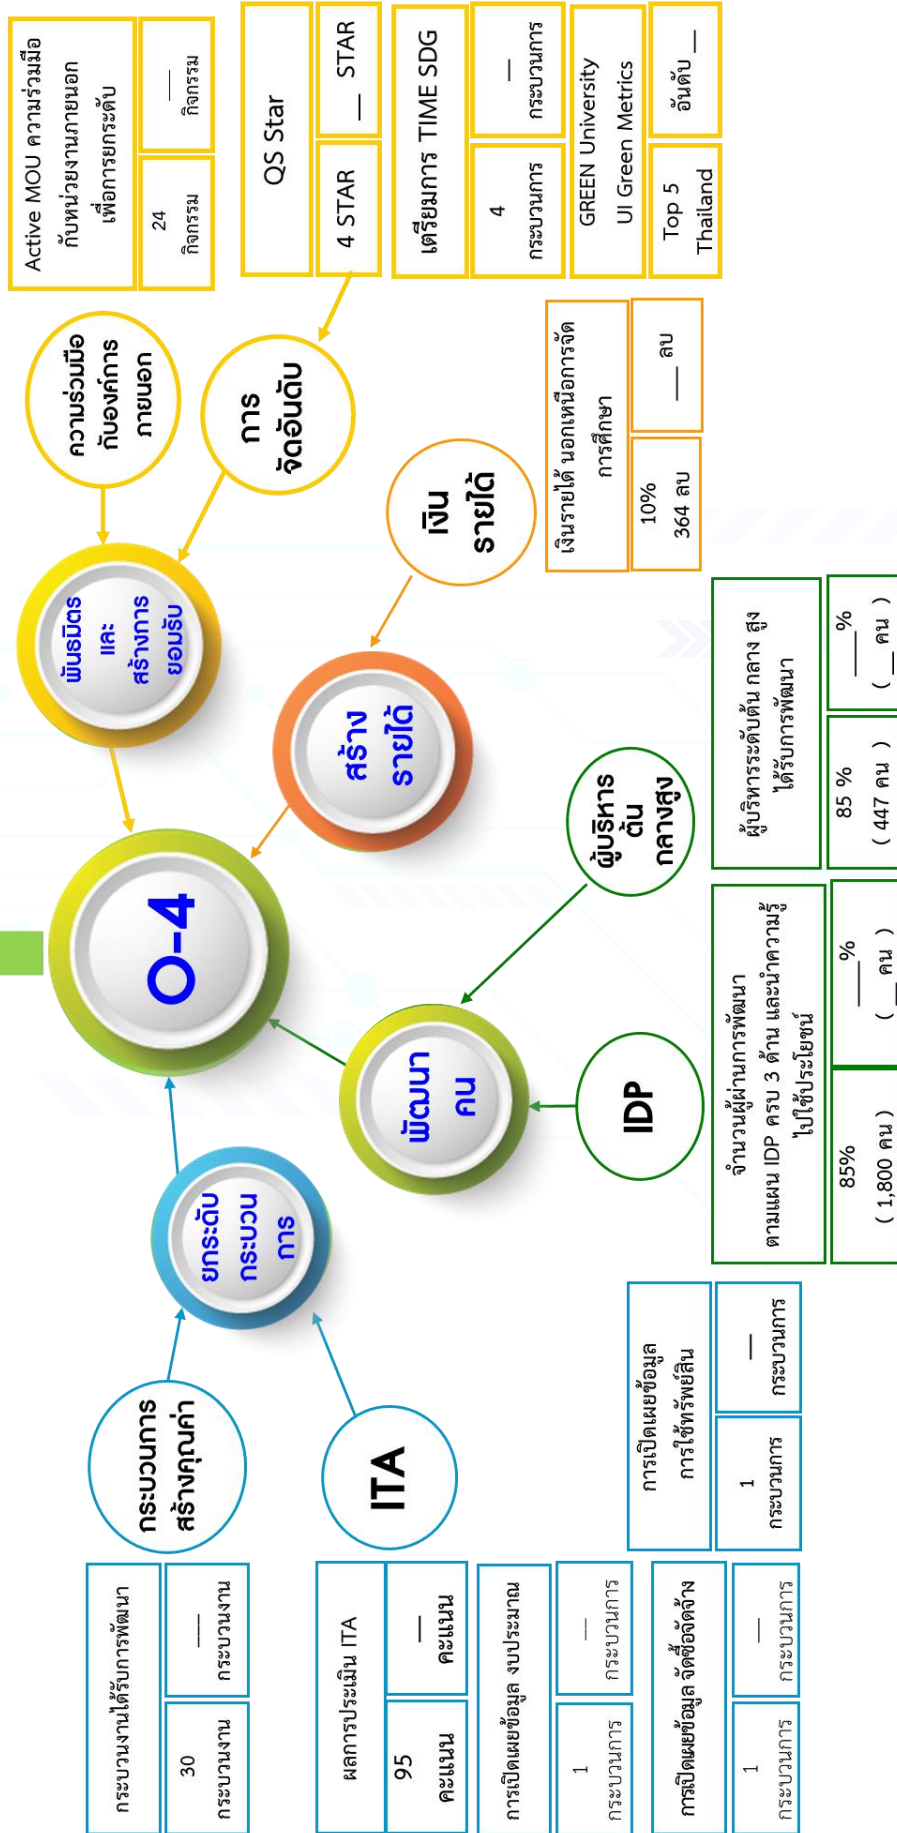 กระบวนงานได้รับการพัฒนา
30
กระบวนงาน
___
กระบวนงาน
กระบวนการ
สร้างคุณค่า
ยกระดับ
กระบวน
การ
O-4
พันธมิตร
และ
สร้างการ
ยอมรับ
ความร่วมมือ
กับองค์การ
ภายนอก
Active MOU ความร่วมมือ
กับหน่วยงานภายนอก
เพื่อการยกระดับ
24
กิจกรรม
___
กิจกรรม
การ
จัดอันดับ
QS Star
4 STAR
__ STAR
เตรียมการ TIME SDG
4
กระบวนการ
__
กระบวนการ
GREEN University
UI Green Metrics
Top 5
Thailand
อันดับ __
ผลการประเมิน ITA
95
คะแนน
__
คะแนน
ITA
การเปิดเผยข้อมูล งบประมาณ
1
กระบวนการ
__
กระบวนการ
การเปิดเผยข้อมูล จัดซื้อจัดจ้าง
1
กระบวนการ
__
กระบวนการ
การเปิดเผยข้อมูล
การใช้ทรัพย์สิน
1
กระบวนการ
__
กระบวนการ
สร้าง
รายได้
เงิน
รายได้
เงินรายได้ นอกเหนือการจัด
การศึกษา
10%
364 ลบ
___ ลบ
พัฒนา
คน
IDP
ผู้บริหาร
ต้น
กลางสูง
จำนวนผู้ผ่านการพัฒนา
ตามแผน IDP ครบ 3 ด้าน และนำความรู้
ไปใช้ประโยชน์
85%
( 1,800 คน )
___%
( __ คน )
ผู้บริหารระดับต้น กลาง สูง
ได้รับการพัฒนา
85 %
( 447 คน )
___%
( __ คน )